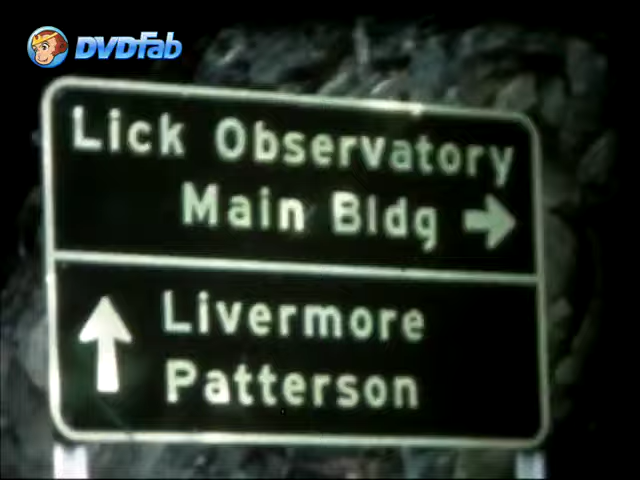 DVDFab
Lick Observatory
Main Bldg →
↑ Livermore
Patterson